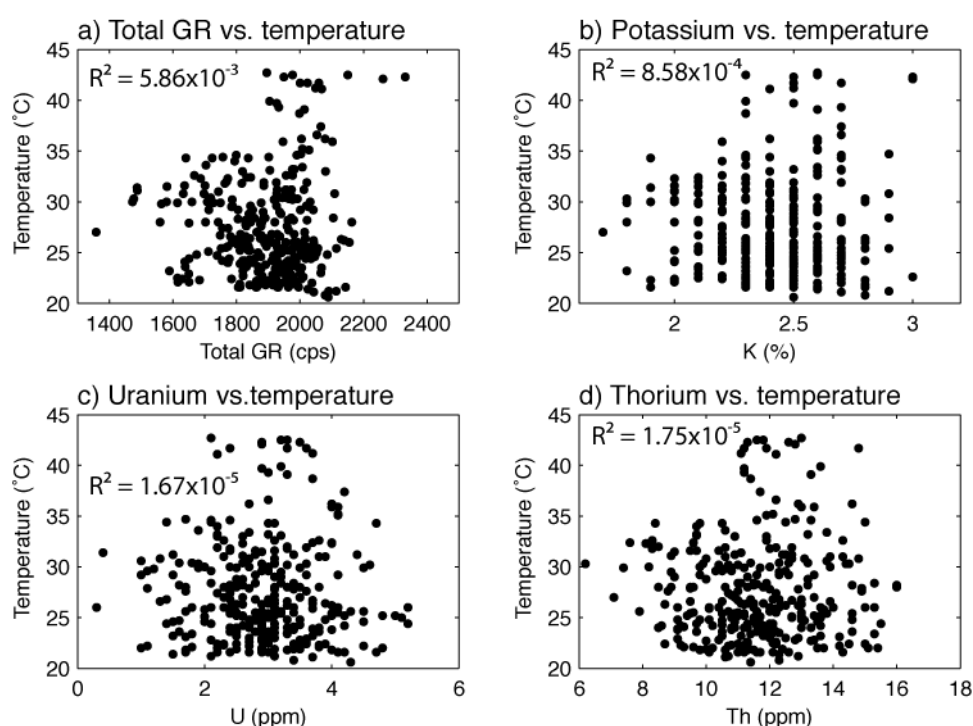 a) Total GR vs. temperature
R² = 5.86x10⁻³
45
40
35
30
25
20
Temperature (˚C)
1400 1600 1800 2000 2200 2400
Total GR (cps)
b) Potassium vs. temperature
R² = 8.58x10⁻⁴
45
40
35
30
25
20
Temperature (˚C)
2 2.5 3
K (%)
c) Uranium vs.temperature
R² = 1.67x10⁻⁵
45
40
35
30
25
20
Temperature (˚C)
0 2 4 6
U (ppm)
d) Thorium vs. temperature
R² = 1.75x10⁻⁵
45
40
35
30
25
20
Temperature (˚C)
6 8 10 12 14 16 18
Th (ppm)